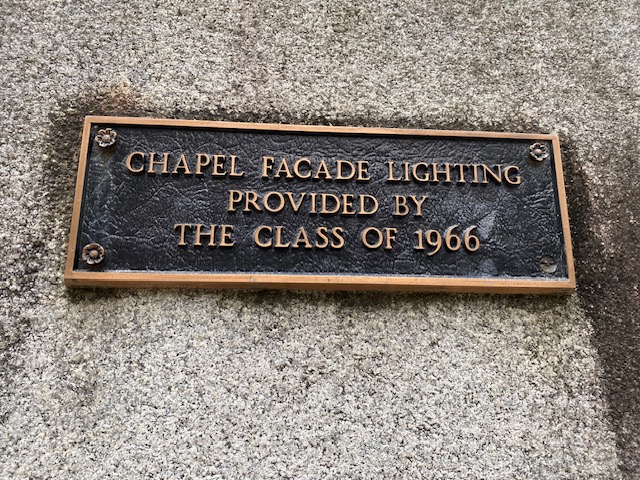 CHAPEL FACADE LIGHTING
PROVIDED BY
THE CLASS OF 1966